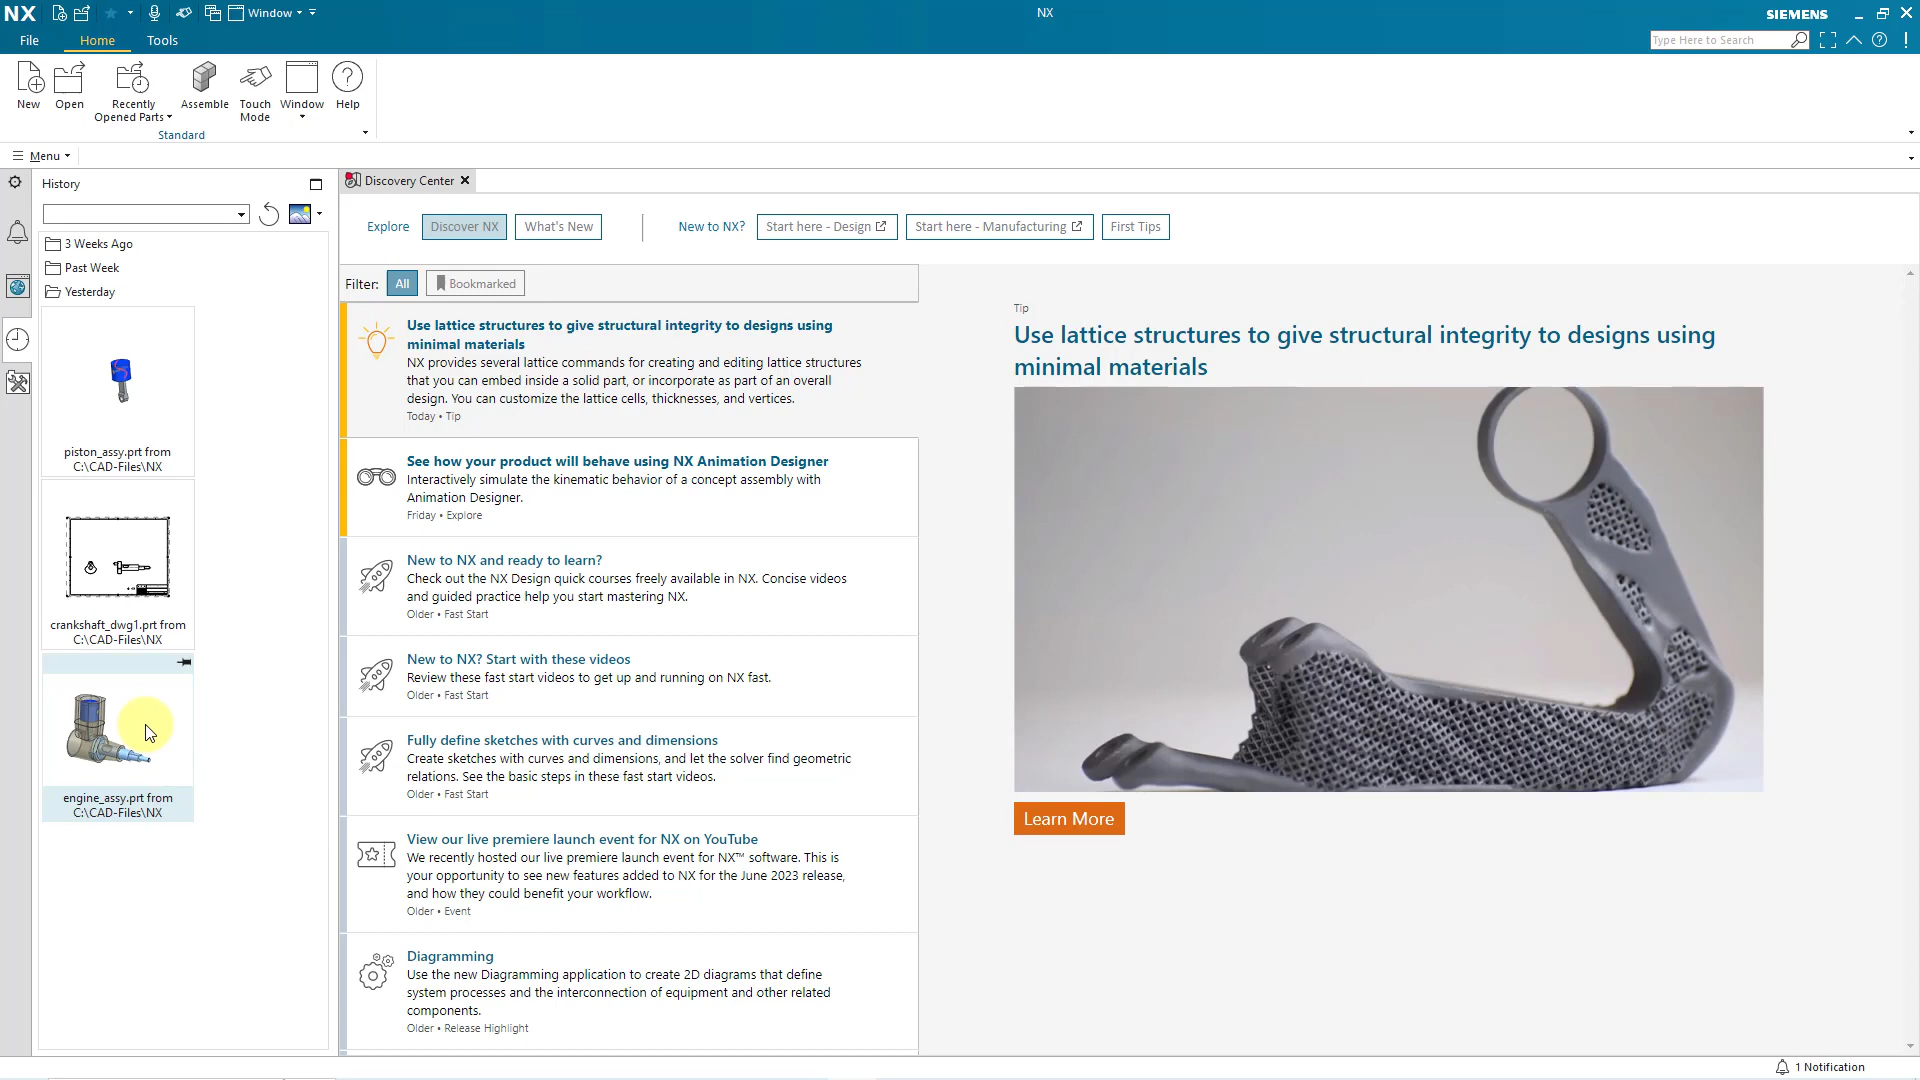 NX
Window
NX
SIEMENS
File
Home
Tools
Type Here to Search
New
Open
Recently
Opened Parts
Assemble
Touch
Mode
Window
Help
Standard
Menu
History
Discovery Center
3 Weeks Ago
Past Week
Yesterday
piston_assy.prt from
C:\CAD-Files\NX
crankshaft_dwg1.prt from
C:\CAD-Files\NX
engine_assy.prt from
C:\CAD-Files\NX
Explore
Discover NX
What's New
New to NX?
Start here - Design
Start here - Manufacturing
First Tips
Filter:
All
Bookmarked
Use lattice structures to give structural integrity to designs using
minimal materials
NX provides several lattice commands for creating and editing lattice structures
that you can embed inside a solid part, or incorporate as part of an overall
design. You can customize the lattice cells, thicknesses, and vertices.
Today • Tip
See how your product will behave using NX Animation Designer
Interactively simulate the kinematic behavior of a concept assembly with
Animation Designer.
Friday • Explore
New to NX and ready to learn?
Check out the NX Design quick courses freely available in NX. Concise videos
and guided practice help you start mastering NX.
Older • Fast Start
New to NX? Start with these videos
Review these fast start videos to get up and running on NX fast.
Older • Fast Start
Fully define sketches with curves and dimensions
Create sketches with curves and dimensions, and let the solver find geometric
relations. See the basic steps in these fast start videos.
Older • Fast Start
View our live premiere launch event for NX on YouTube
We recently hosted our live premiere launch event for NX™ software. This is
your opportunity to see new features added to NX for the June 2023 release,
and how they could benefit your workflow.
Older • Event
Diagramming
Use the new Diagramming application to create 2D diagrams that define
system processes and the interconnection of equipment and other related
components.
Older • Release Highlight
Tip
Use lattice structures to give structural integrity to designs using
minimal materials
Learn More
1 Notification